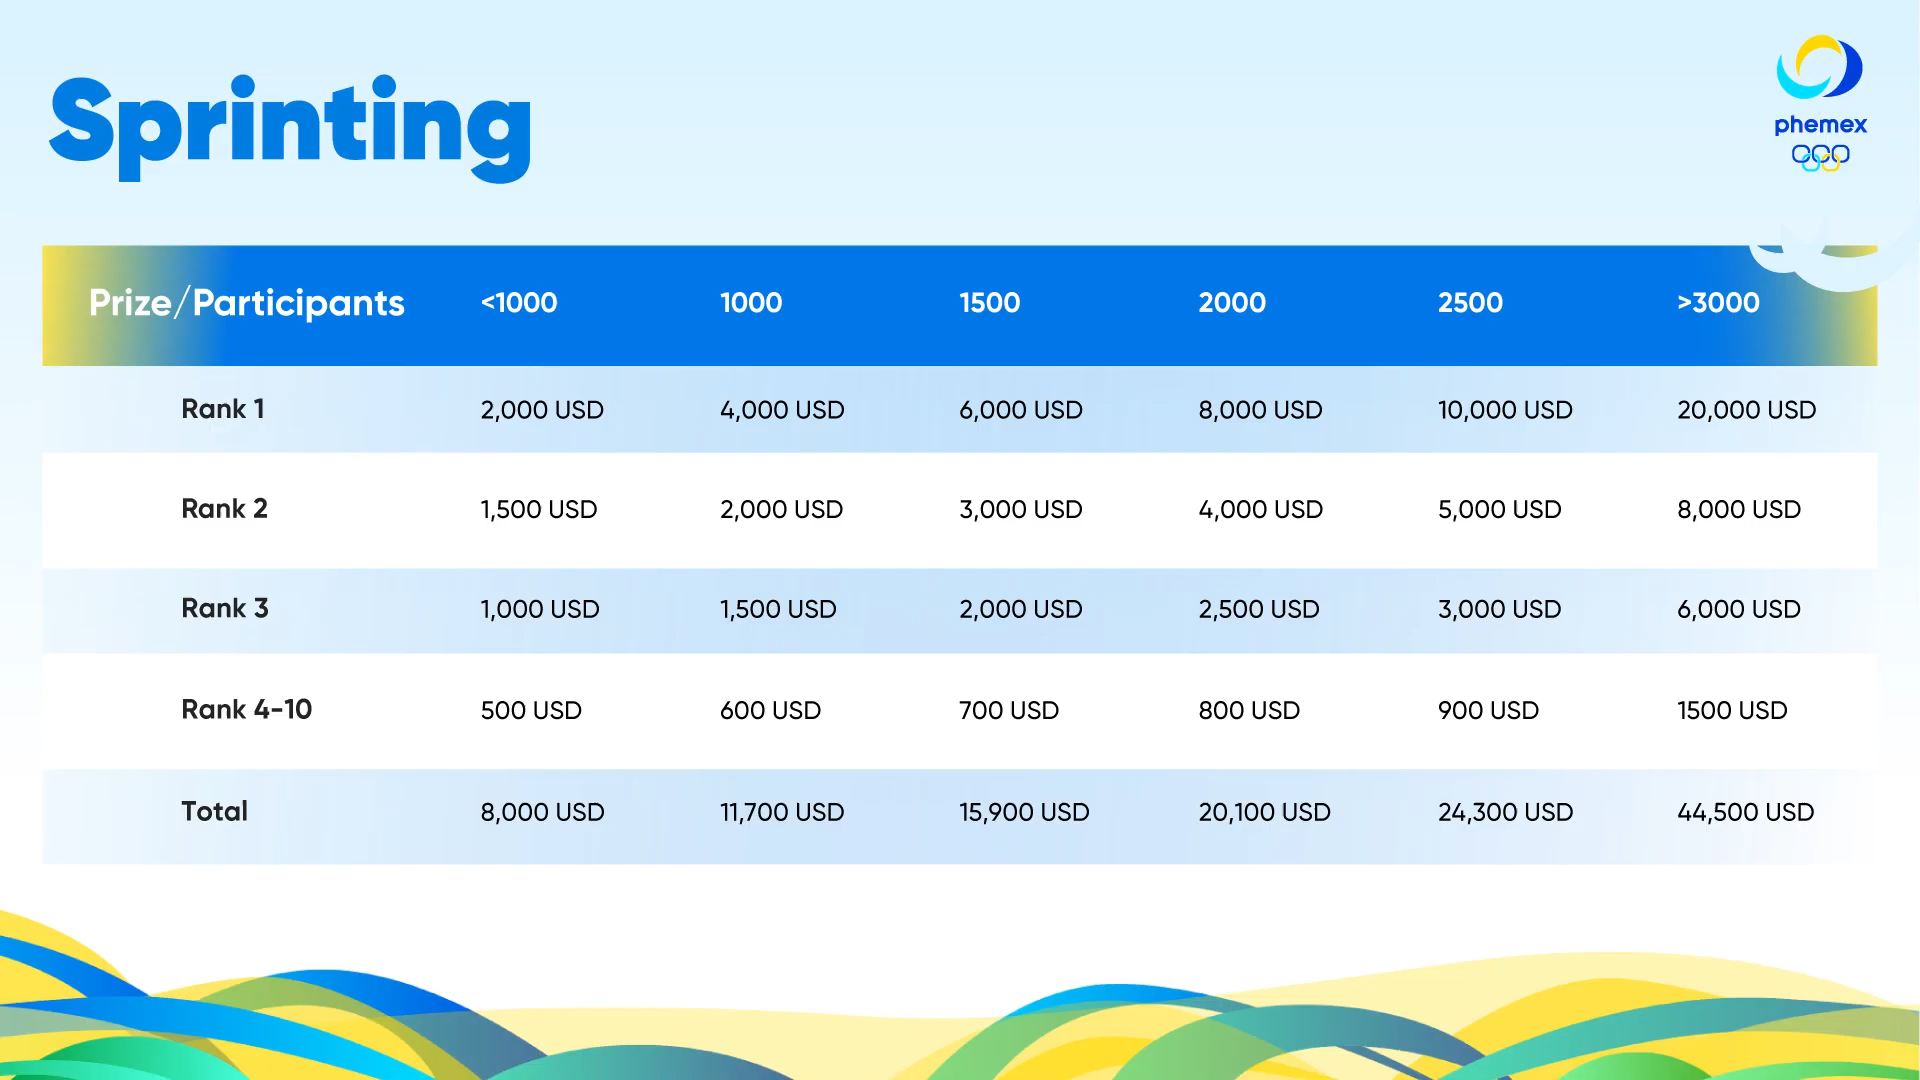 Sprinting
phemex
Prize/Participants <1000 1000 1500 2000 2500 >3000
Rank 1 2,000 USD 4,000 USD 6,000 USD 8,000 USD 10,000 USD 20,000 USD
Rank 2 1,500 USD 2,000 USD 3,000 USD 4,000 USD 5,000 USD 8,000 USD
Rank 3 1,000 USD 1,500 USD 2,000 USD 2,500 USD 3,000 USD 6,000 USD
Rank 4-10 500 USD 600 USD 700 USD 800 USD 900 USD 1500 USD
Total 8,000 USD 11,700 USD 15,900 USD 20,100 USD 24,300 USD 44,500 USD